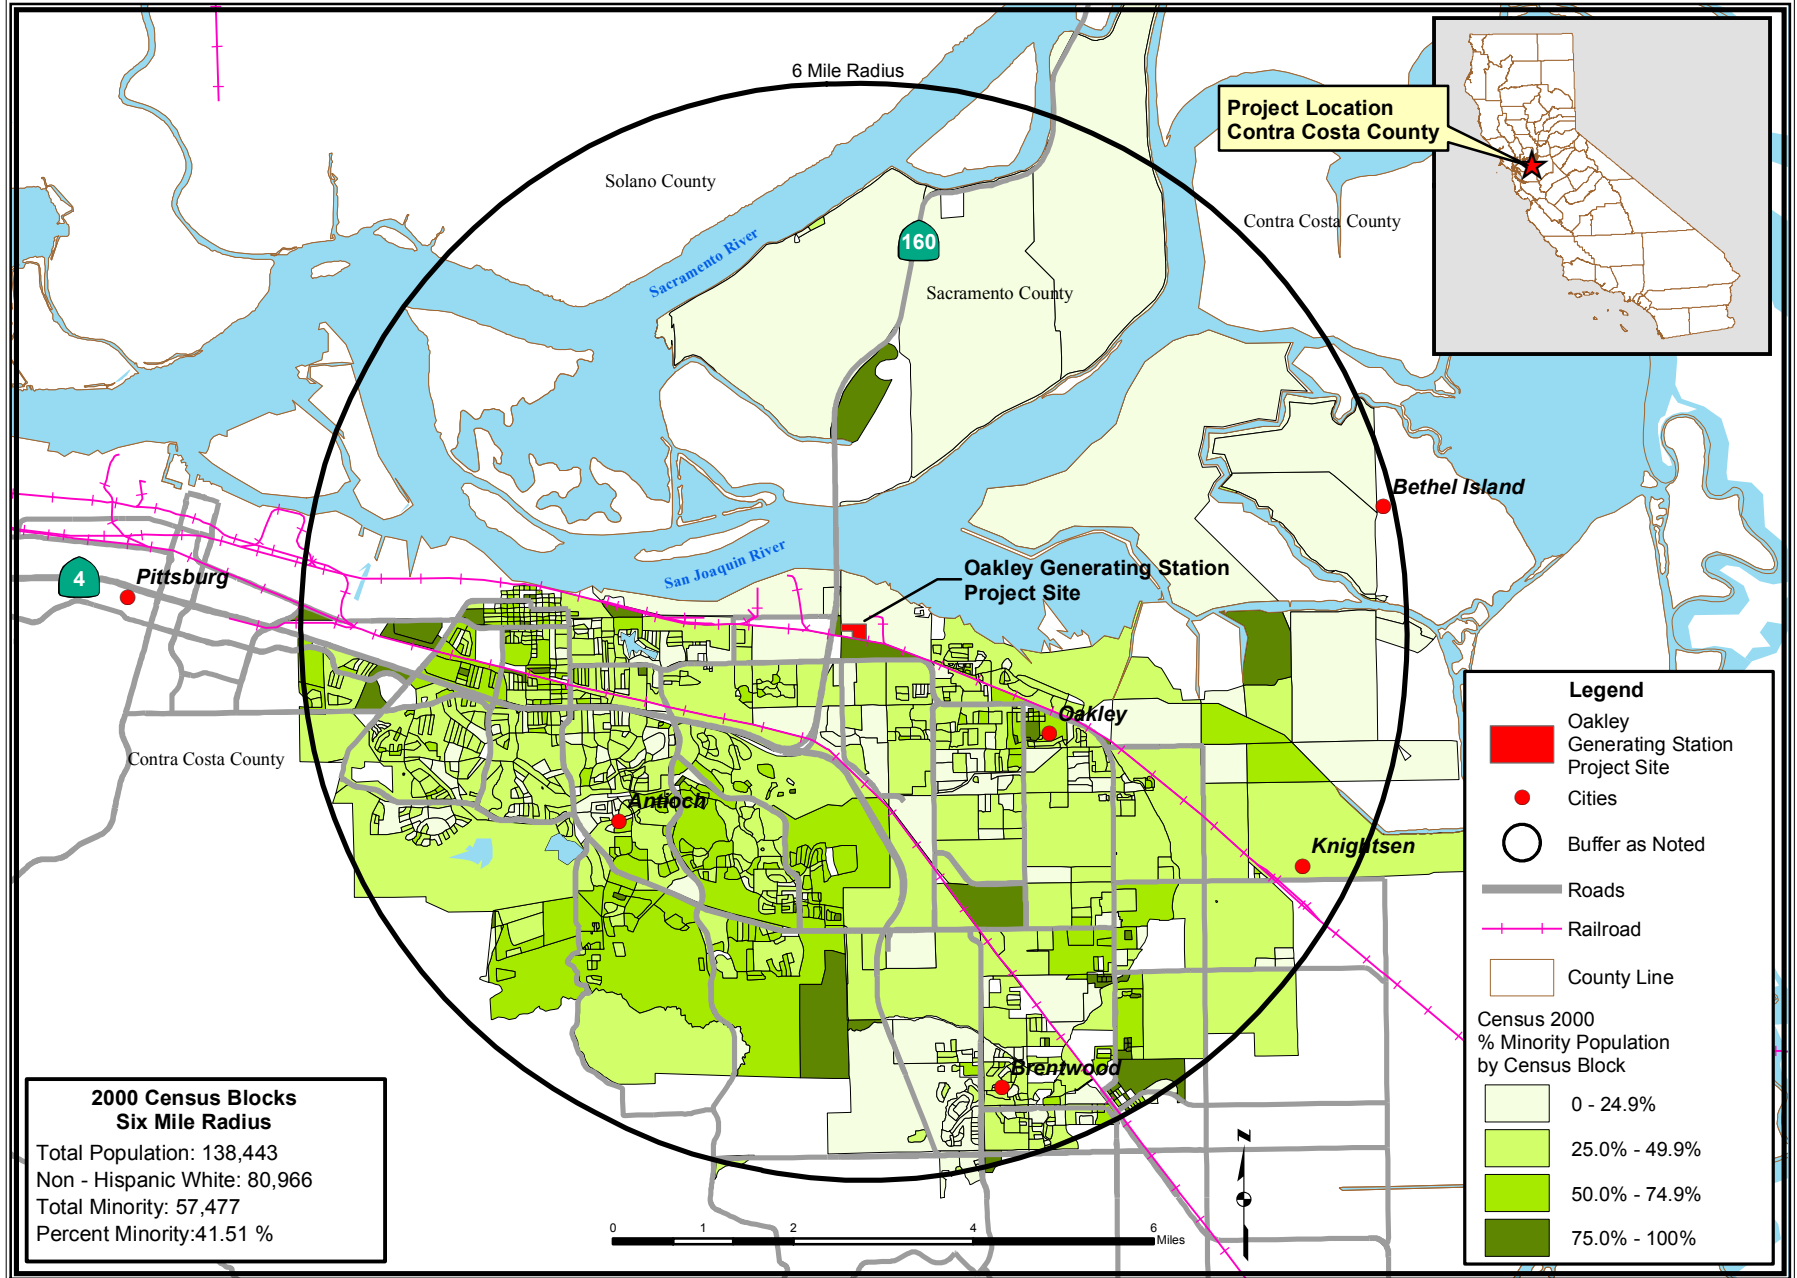 6 Mile Radius
Project Location
Contra Costa County
Solano County
Contra Costa County
160
Sacramento River
Sacramento County
Bethel Island
4
Pittsburg
San Joaquin River
Oakley Generating Station
Project Site
Oakley
Contra Costa County
Antioch
Knightsen
Brentwood
Legend
Oakley
Generating Station
Project Site
Cities
Buffer as Noted
Roads
Railroad
County Line
Census 2000
% Minority Population
by Census Block
0 - 24.9%
25.0% - 49.9%
50.0% - 74.9%
75.0% - 100%
2000 Census Blocks
Six Mile Radius
Total Population: 138,443
Non - Hispanic White: 80,966
Total Minority: 57,477
Percent Minority:41.51 %
0 1 2 4 6
Miles
Z